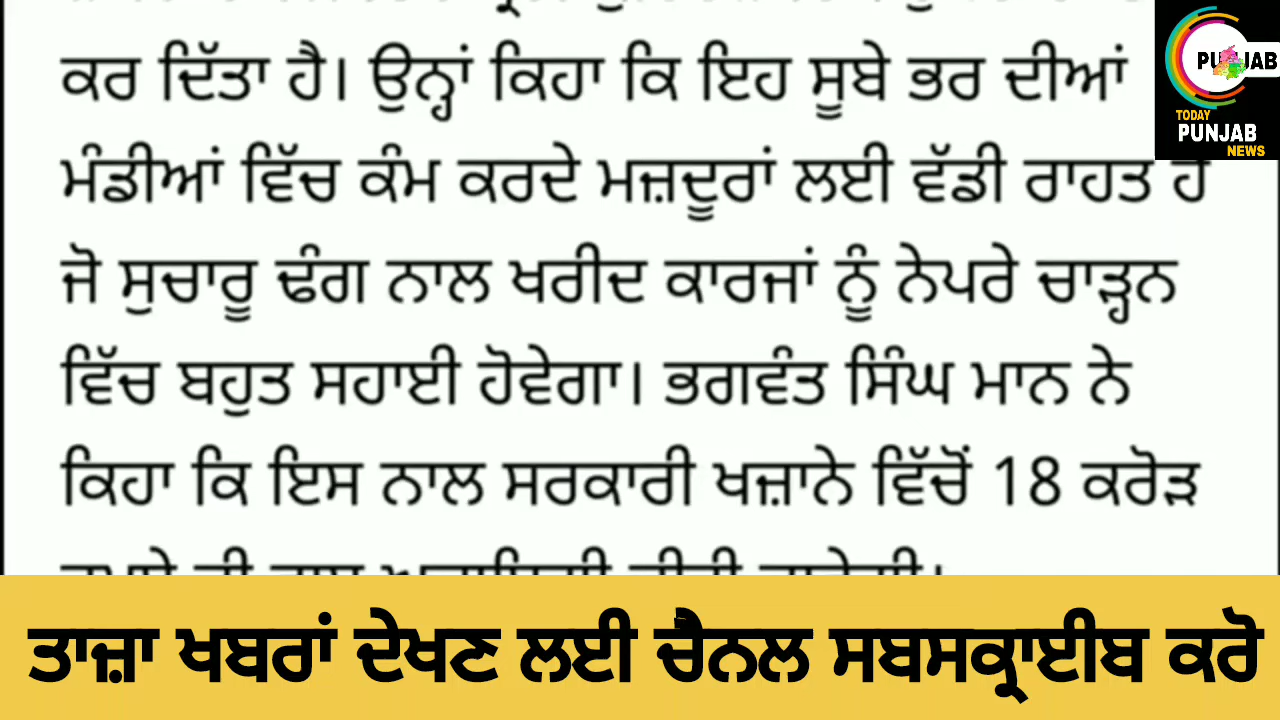 ਕਰ ਦਿੱਤਾ ਹੈ। ਉਨ੍ਹਾਂ ਕਿਹਾ ਕਿ ਇਹ ਸੂਬੇ ਭਰ ਦੀਆਂ
ਮੰਡੀਆਂ ਵਿੱਚ ਕੰਮ ਕਰਦੇ ਮਜ਼ਦੂਰਾਂ ਲਈ ਵੱਡੀ ਰਾਹਤ ਹੈ
ਜੋ ਸੁਚਾਰੂ ਢੰਗ ਨਾਲ ਖਰੀਦ ਕਾਰਜਾਂ ਨੂੰ ਨੇਪਰੇ ਚਾੜ੍ਹਨ
ਵਿੱਚ ਬਹੁਤ ਸਹਾਈ ਹੋਵੇਗਾ। ਭਗਵੰਤ ਸਿੰਘ ਮਾਨ ਨੇ
ਕਿਹਾ ਕਿ ਇਸ ਨਾਲ ਸਰਕਾਰੀ ਖਜ਼ਾਨੇ ਵਿੱਚੋਂ 18 ਕਰੋੜ
PUNJAB
TODAY
PUNJAB
NEWS
ਤਾਜ਼ਾ ਖਬਰਾਂ ਦੇਖਣ ਲਈ ਚੈਨਲ ਸਬਸਕ੍ਰਾਈਬ ਕਰੋ